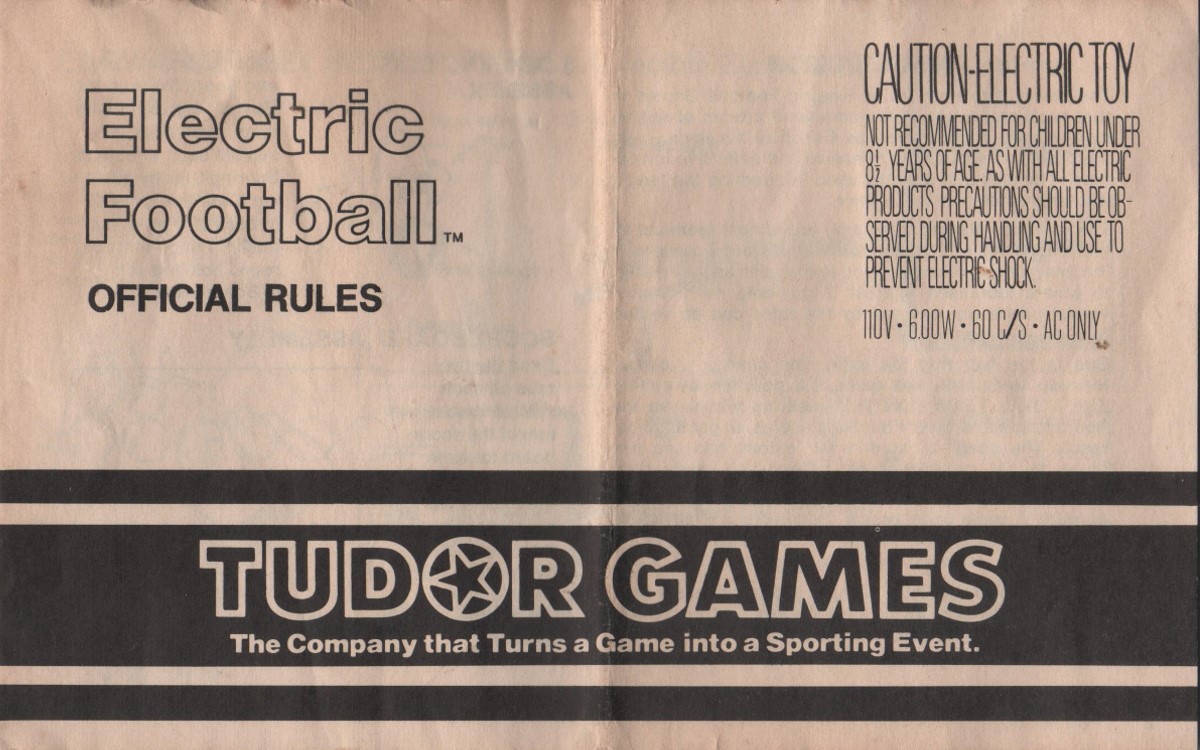 Electric
Football™
OFFICIAL RULES
CAUTION-ELECTRIC TOY
NOT RECOMMENDED FOR CHILDREN UNDER
8½ YEARS OF AGE. AS WITH ALL ELECTRIC
PRODUCTS PRECAUTIONS SHOULD BE OB-
SERVED DURING HANDLING AND USE TO
PREVENT ELECTRIC SHOCK.
110V • 6.00W • 60 C/S • AC ONLY
TUDOR GAMES
The Company that Turns a Game into a Sporting Event.